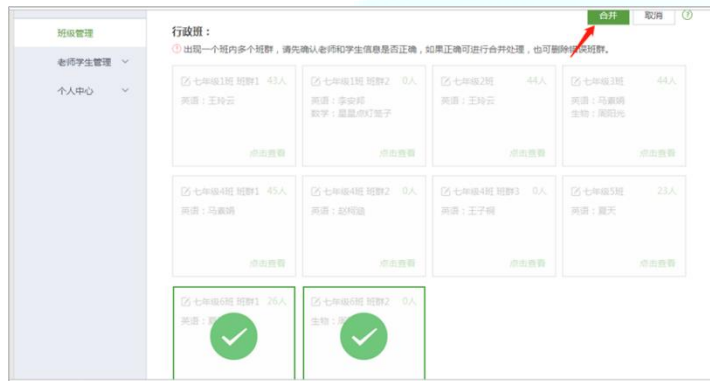 合并 取消 ?
班级管理
老师学生管理
个人中心
行政班：
出现一个班内多个班群，请先确认老师和学生信息是否正确，如果正确可进行合并处理，也可删除错误班群。
七年级1班 班群1 43人
英语：王玲云
点击查看
七年级1班 班群2 0人
英语：李安邦
数学：星星点灯笼子
点击查看
七年级2班 44人
英语：王玲云
点击查看
七年级3班 44人
英语：马素娟
生物：周阳光
点击查看
七年级4班 班群1 45人
英语：马素娟
点击查看
七年级4班 班群2 0人
英语：赵翔
点击查看
七年级4班 班群3 0人
英语：王子桐
点击查看
七年级5班 23人
英语：夏天
点击查看
七年级6班 班群1 26人
英语：
七年级6班 班群2 0人
生物：